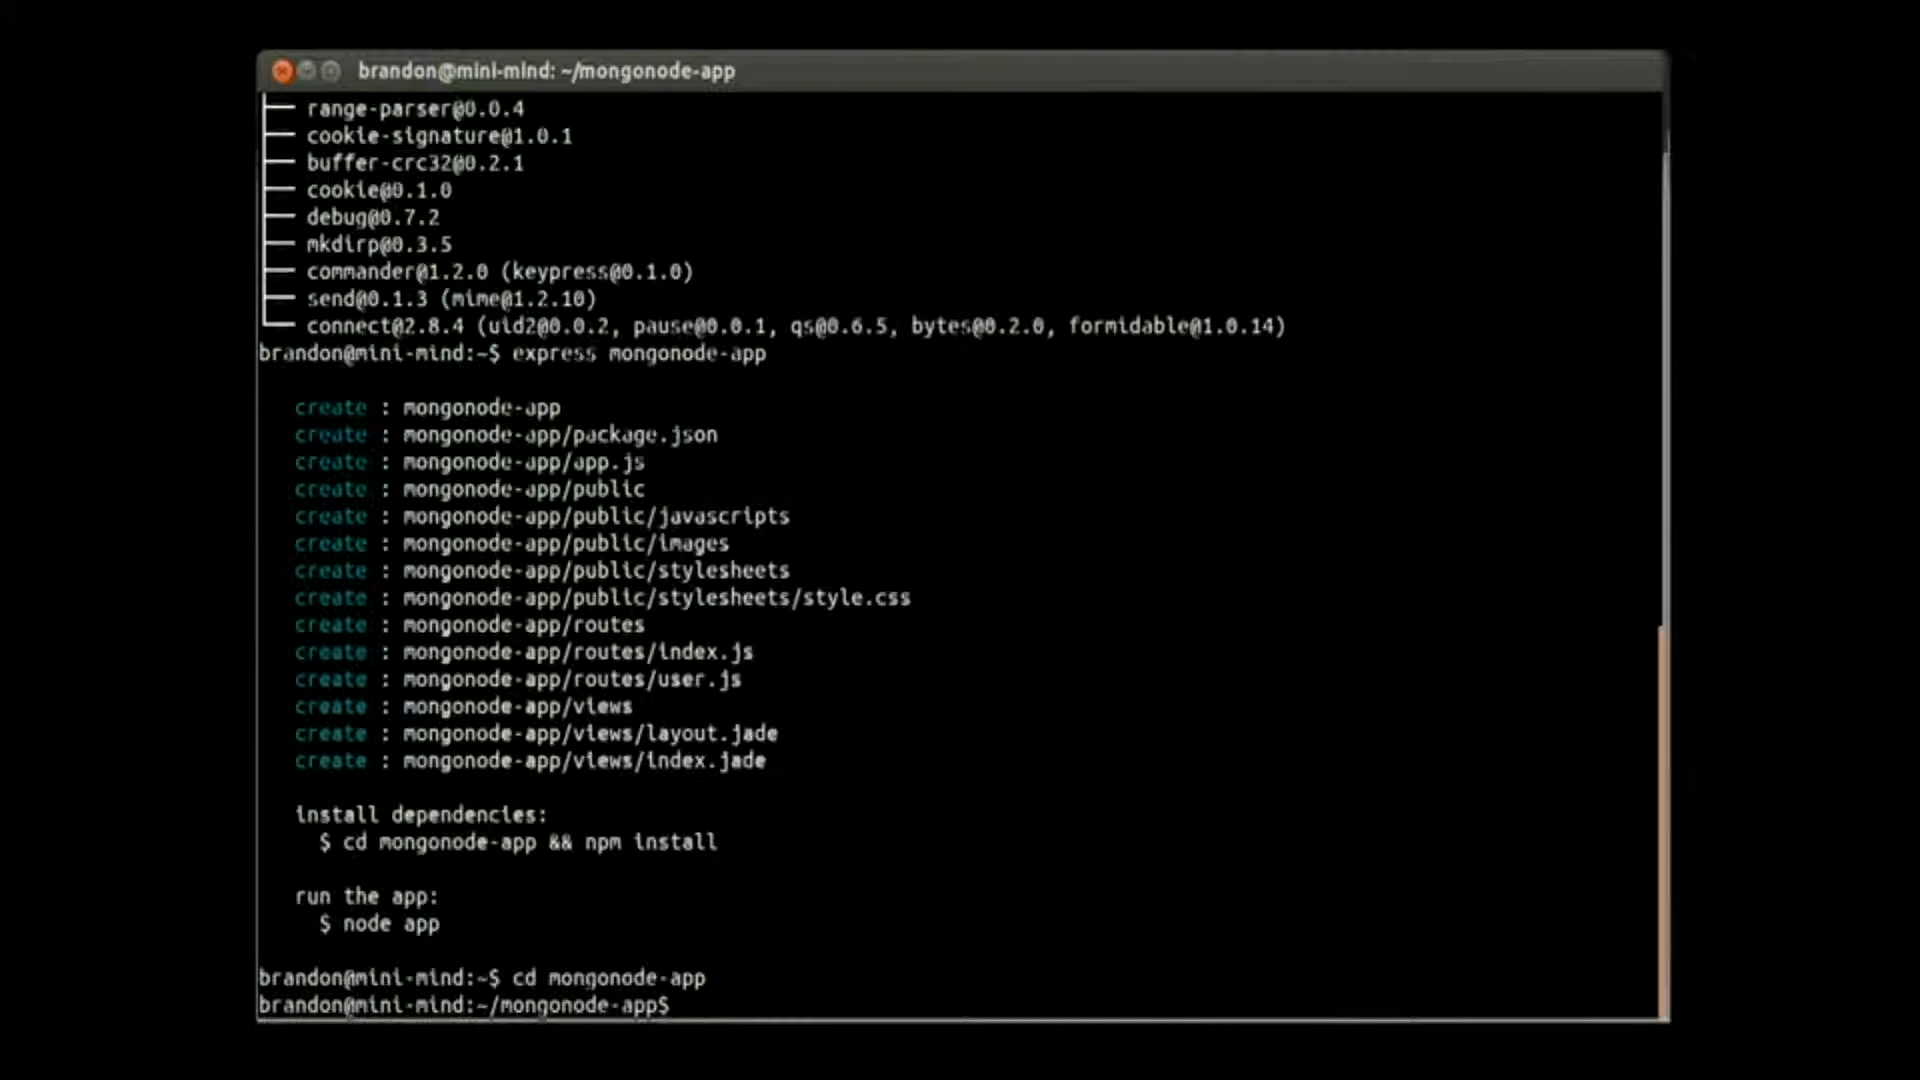 brandon@mini-mind: ~/mongonode-app
├── range-parser@0.0.4
├── cookie-signature@1.0.1
├── buffer-crc32@0.2.1
├── cookie@0.1.0
├── debug@0.7.2
├── mkdirp@0.3.5
├── commander@1.2.0 (keypress@0.1.0)
├── send@0.1.3 (mime@1.2.10)
└── connect@2.8.4 (uid2@0.0.2, pause@0.0.1, qs@0.6.5, bytes@0.2.0, formidable@1.0.14)
brandon@mini-mind:~$ express mongonode-app
create : mongonode-app
create : mongonode-app/package.json
create : mongonode-app/app.js
create : mongonode-app/public
create : mongonode-app/public/javascripts
create : mongonode-app/public/images
create : mongonode-app/public/stylesheets
create : mongonode-app/public/stylesheets/style.css
create : mongonode-app/routes
create : mongonode-app/routes/index.js
create : mongonode-app/routes/user.js
create : mongonode-app/views
create : mongonode-app/views/layout.jade
create : mongonode-app/views/index.jade
install dependencies:
$ cd mongonode-app && npm install
run the app:
$ node app
brandon@mini-mind:~$ cd mongonode-app
brandon@mini-mind:~/mongonode-app$